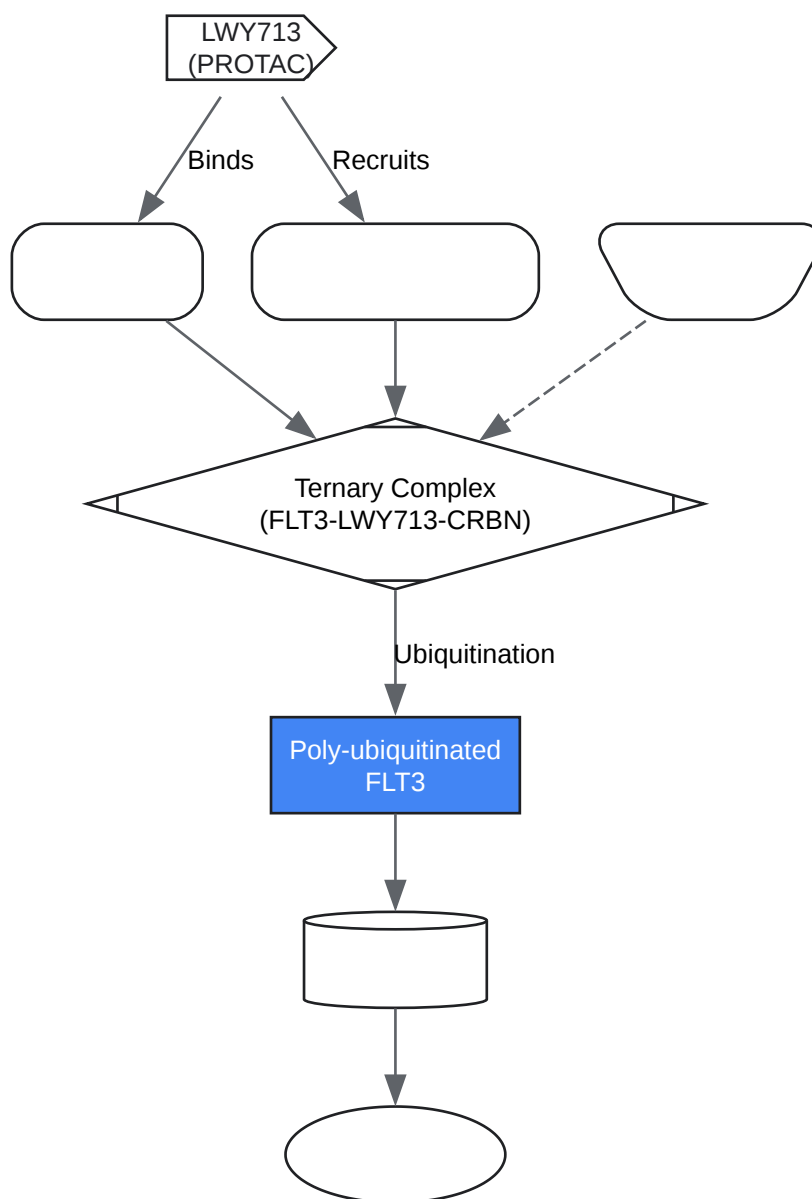 LWY713
(PROTAC)
Binds
Recruits
Ternary Complex
(FLT3-LWY713-CRBN)
Ubiquitination
Poly-ubiquitinated
FLT3